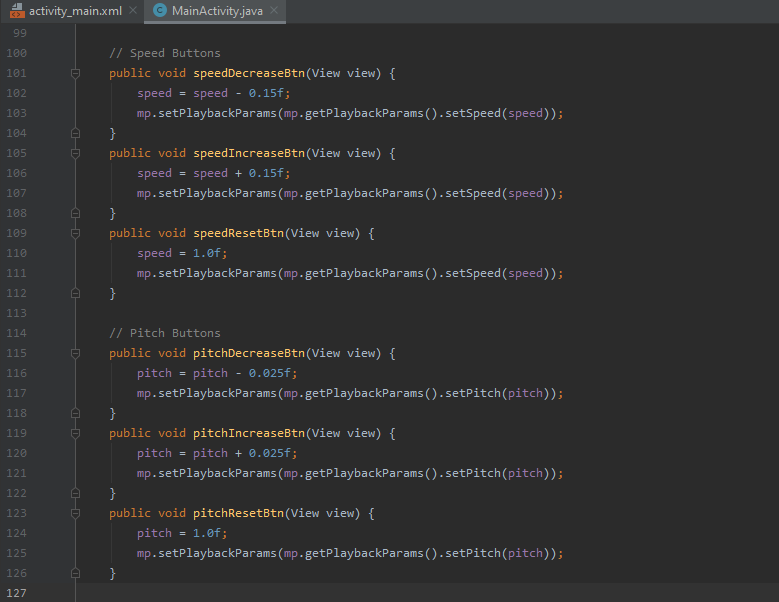 activity_main.xml MainActivity.java
99
100 // Speed Buttons
101 public void speedDecreaseBtn(View view) {
102 speed = speed - 0.15f;
103 mp.setPlaybackParams(mp.getPlaybackParams().setSpeed(speed));
104 }
105 public void speedIncreaseBtn(View view) {
106 speed = speed + 0.15f;
107 mp.setPlaybackParams(mp.getPlaybackParams().setSpeed(speed));
108 }
109 public void speedResetBtn(View view) {
110 speed = 1.0f;
111 mp.setPlaybackParams(mp.getPlaybackParams().setSpeed(speed));
112 }
113
114 // Pitch Buttons
115 public void pitchDecreaseBtn(View view) {
116 pitch = pitch - 0.025f;
117 mp.setPlaybackParams(mp.getPlaybackParams().setPitch(pitch));
118 }
119 public void pitchIncreaseBtn(View view) {
120 pitch = pitch + 0.025f;
121 mp.setPlaybackParams(mp.getPlaybackParams().setPitch(pitch));
122 }
123 public void pitchResetBtn(View view) {
124 pitch = 1.0f;
125 mp.setPlaybackParams(mp.getPlaybackParams().setPitch(pitch));
126 }
127